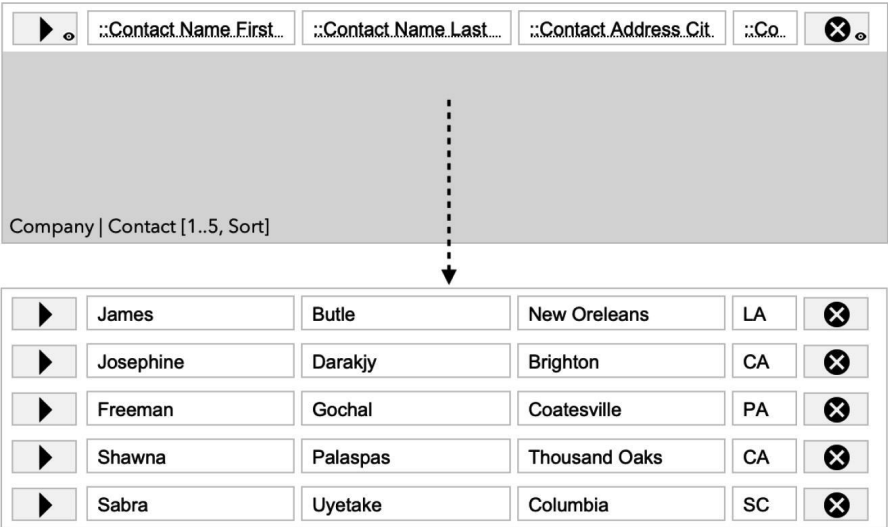 ::Contact Name First ::Contact Name Last ::Contact Address Cit ::Co
Company | Contact [1..5, Sort]
James Butle New Oreleans LA
Josephine Darakjy Brighton CA
Freeman Gochal Coatesville PA
Shawna Palaspas Thousand Oaks CA
Sabra Uyetake Columbia SC